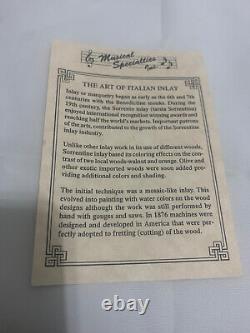 Musical
Specialties
Inc.
THE ART OF ITALIAN INLAY
Inlay or marquetry began as early as the 6th and 7th
centuries with the Benedictine monks. During the
19th century, the Sorrentine Inlay (tarsia Sorrentina)
enjoyed international recognition winning awards and
reaching half the world's markets. Important patrons
of the arts, contributed to the growth of the Sorrentine
Inlay industry.
Unlike other Inlay work in its use of different woods,
Sorrentine Inlay based its coloring effects on the con-
trast of two local woods-walnut and orange. Olive and
other exotic imported woods were soon added pro-
viding additional colors and shading.
The initial technique was a mosaic-like inlay. This
evolved into painting with water colors on the wood
designs although the work was still performed by
hand with gouges and saws. In 1876 machines were
designed and developed in America that were per-
fectly adopted to fretting (cutting) of the wood.